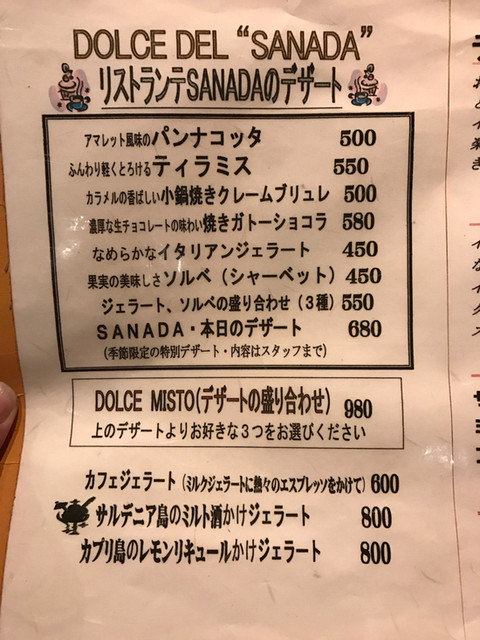 DOLCE DEL “SANADA”
リストランテSANADAのデザート
アマレット風味のパンナコッタ 500
ふんわり軽くとろけるティラミス 550
カラメルの香ばしい小鍋焼きクレームブリュレ 500
濃厚な生チョコレートの味わい焼きガトーショコラ 580
なめらかなイタリアンジェラート 450
果実の美味しさソルベ（シャーベット） 450
ジェラート、ソルベの盛り合わせ（3種） 550
SANADA・本日のデザート 680
(季節限定の特別デザート・内容はスタッフまで)
DOLCE MISTO(デザートの盛り合わせ) 980
上のデザートよりお好きな3つをお選びください
カフェジェラート（ミルクジェラートに熱々のエスプレッソをかけて) 600
サルデニア島のミルト酒かけジェラート 800
カプリ島のレモンリキュールかけジェラート 800